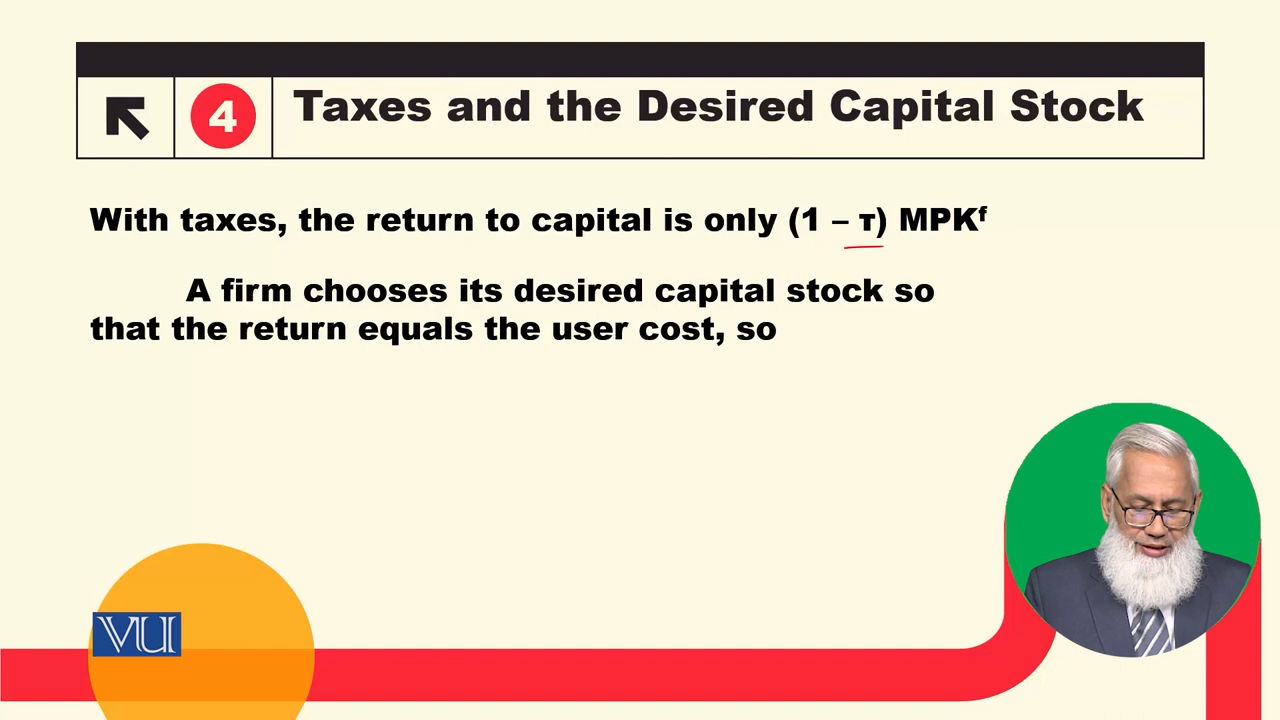 4
Taxes and the Desired Capital Stock
With taxes, the return to capital is only (1 – τ) MPKᶠ
A firm chooses its desired capital stock so
that the return equals the user cost, so
VU